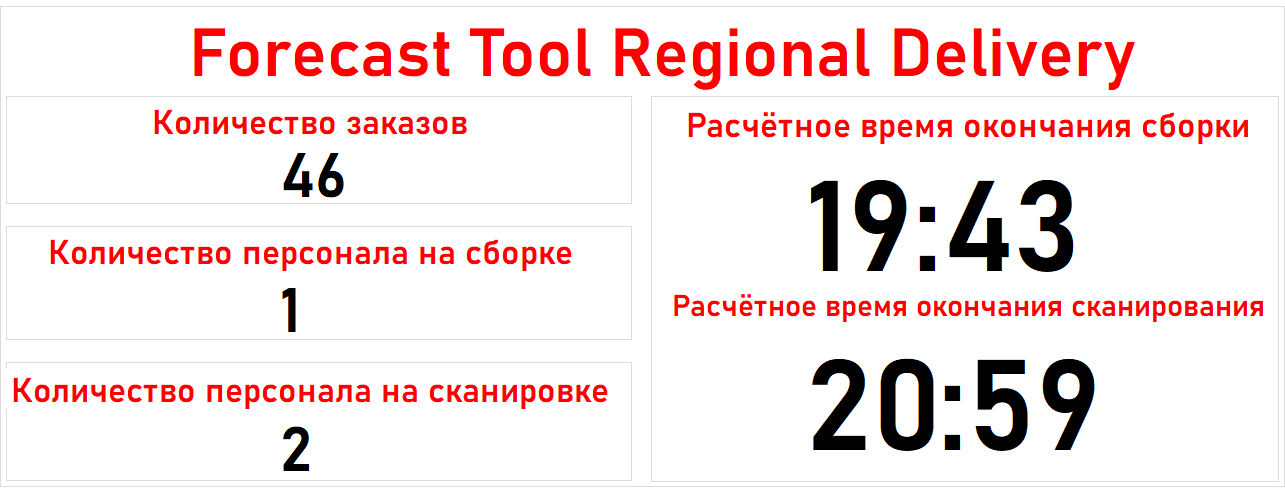 Forecast Tool Regional Delivery
Количество заказов
46
Количество персонала на сборке
1
Количество персонала на сканировке
2
Расчётное время окончания сборки
19:43
Расчётное время окончания сканирования
20:59